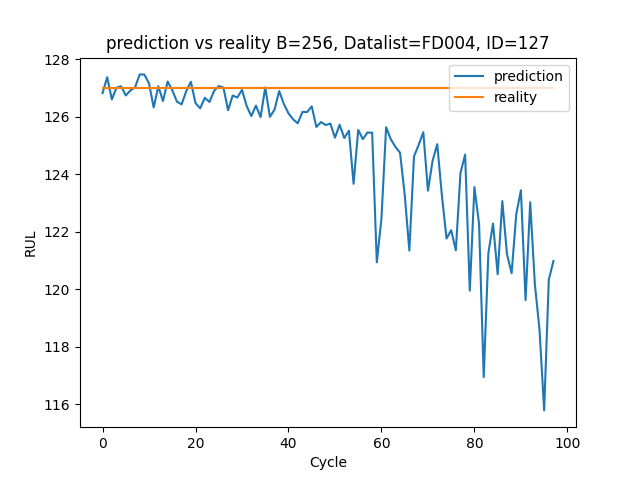 prediction vs reality B=256, Datalist=FD004, ID=127
prediction
reality
RUL
128
126
124
122
120
118
116
0 20 40 60 80 100
Cycle